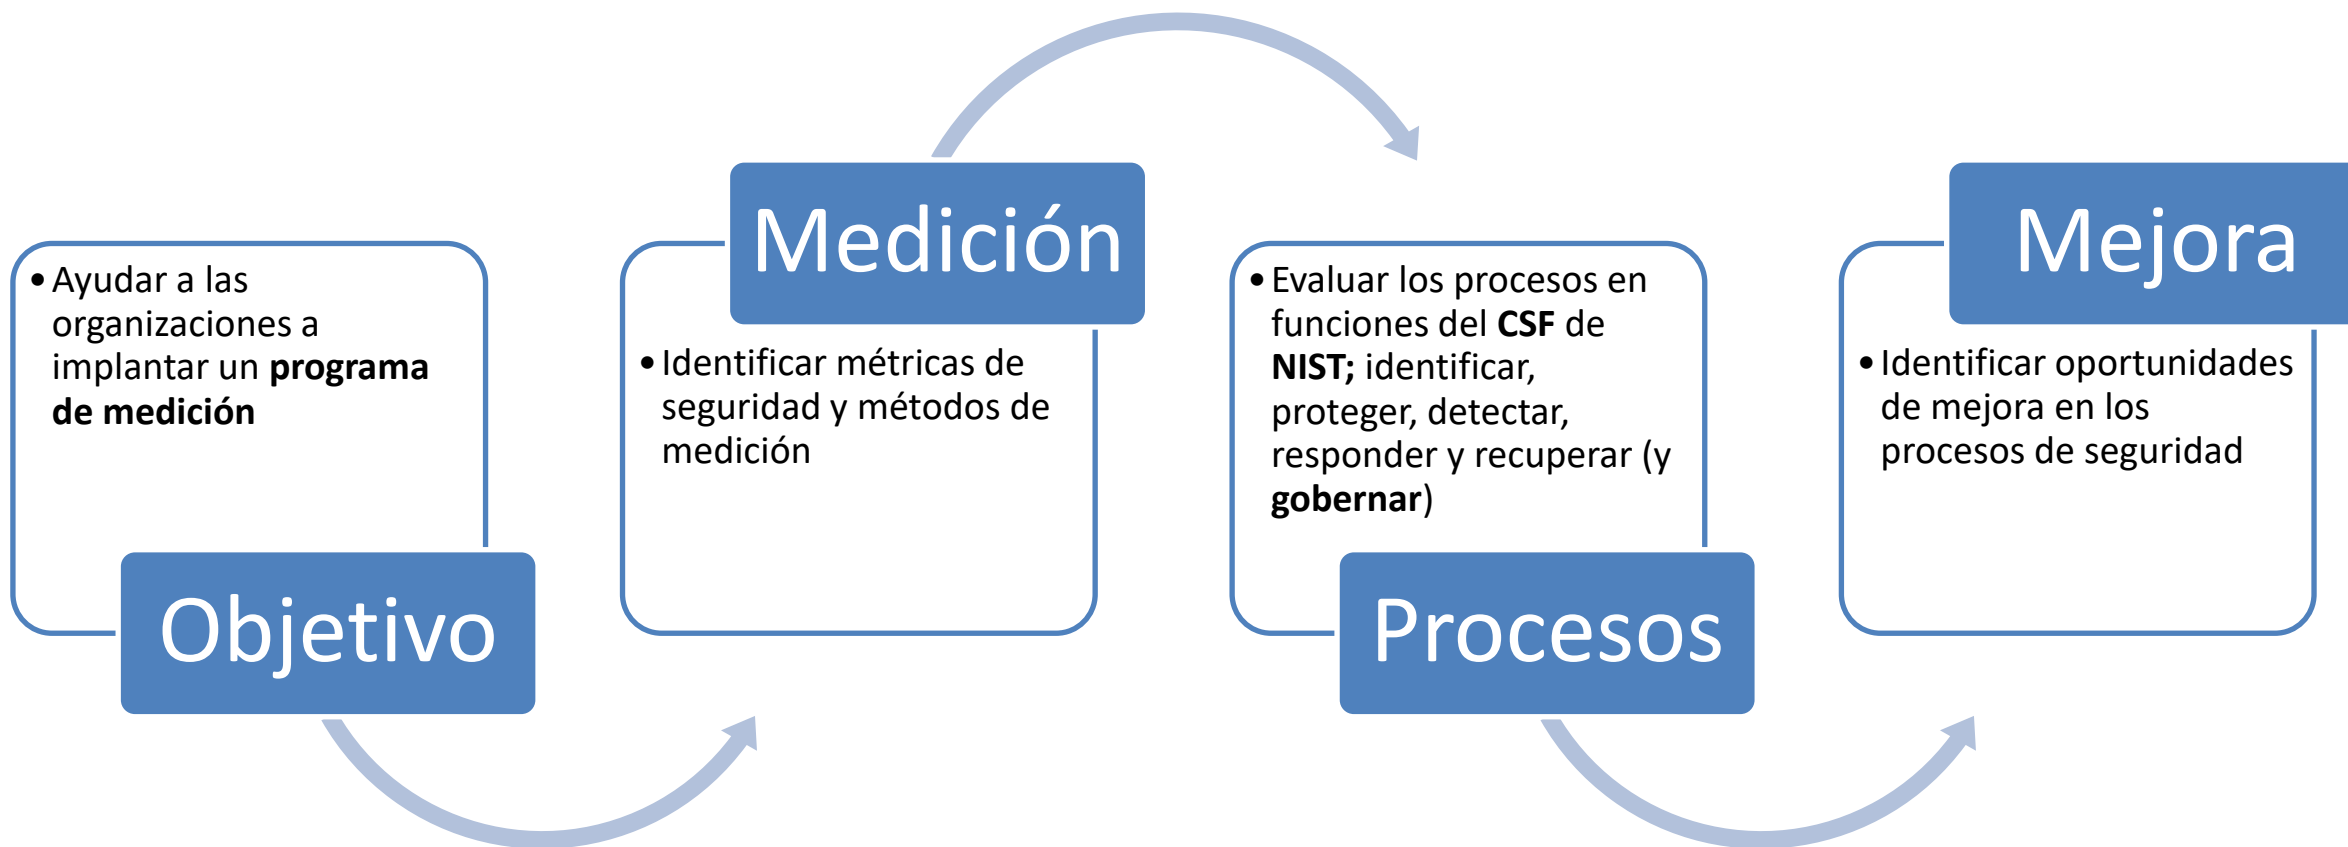 • Ayudar a las
organizaciones a
implantar un programa
de medición
Objetivo
Medición
• Identificar métricas de
seguridad y métodos de
medición
• Evaluar los procesos en
funciones del CSF de
NIST; identificar,
proteger, detectar,
responder y recuperar (y
gobernar)
Procesos
Mejora
• Identificar oportunidades
de mejora en los
procesos de seguridad